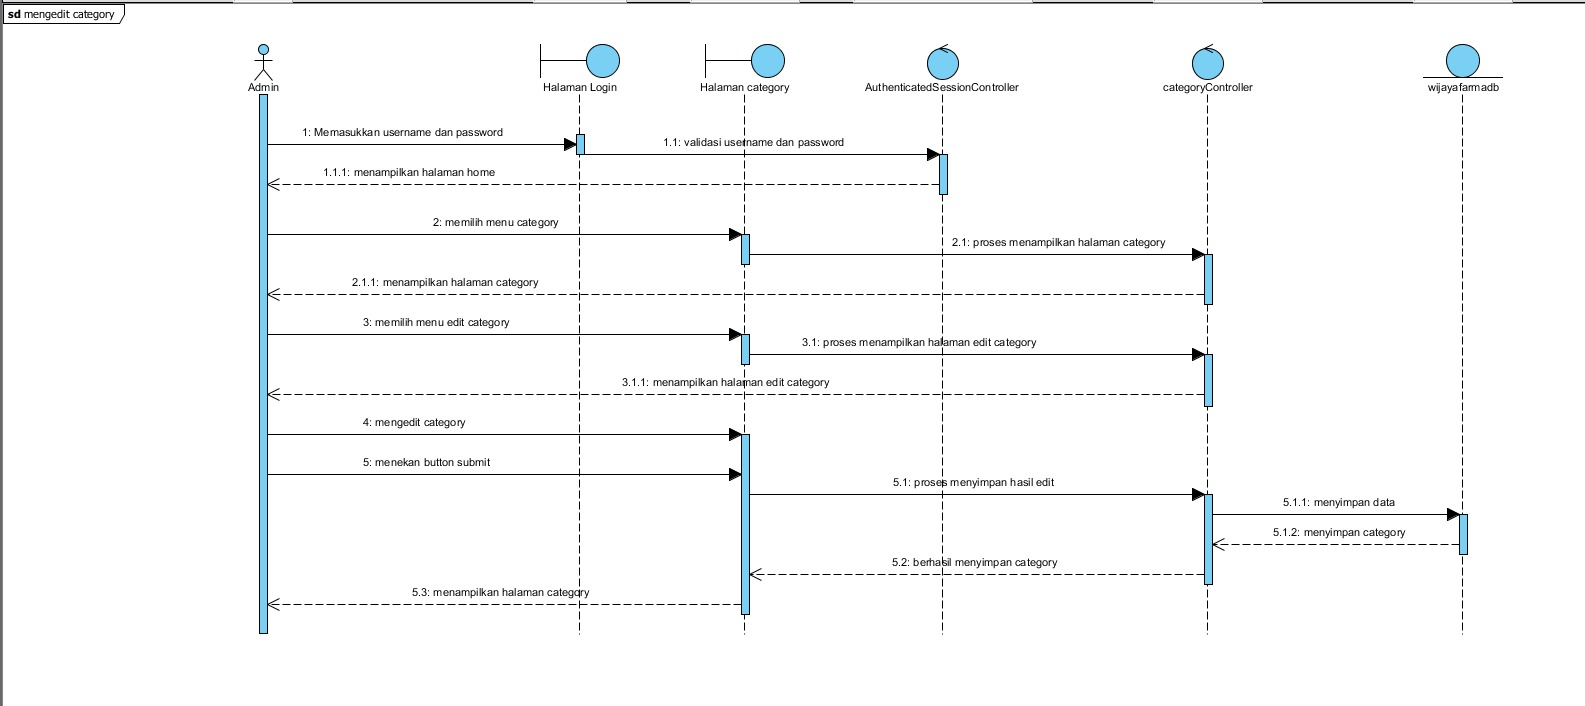 sd mengedit category
Admin
Halaman Login
Halaman category
AuthenticatedSessionController
categoryController
wijayafarmadb
1: Memasukkan username dan password
1.1: validasi username dan password
1.1.1: menampilkan halaman home
2: memilih menu category
2.1: proses menampilkan halaman category
2.1.1: menampilkan halaman category
3: memilih menu edit category
3.1: proses menampilkan halaman edit category
3.1.1: menampilkan halaman edit category
4: mengedit category
5: menekan button submit
5.1: proses menyimpan hasil edit
5.1.1: menyimpan data
5.1.2: menyimpan category
5.2: berhasil menyimpan category
5.3: menampilkan halaman category